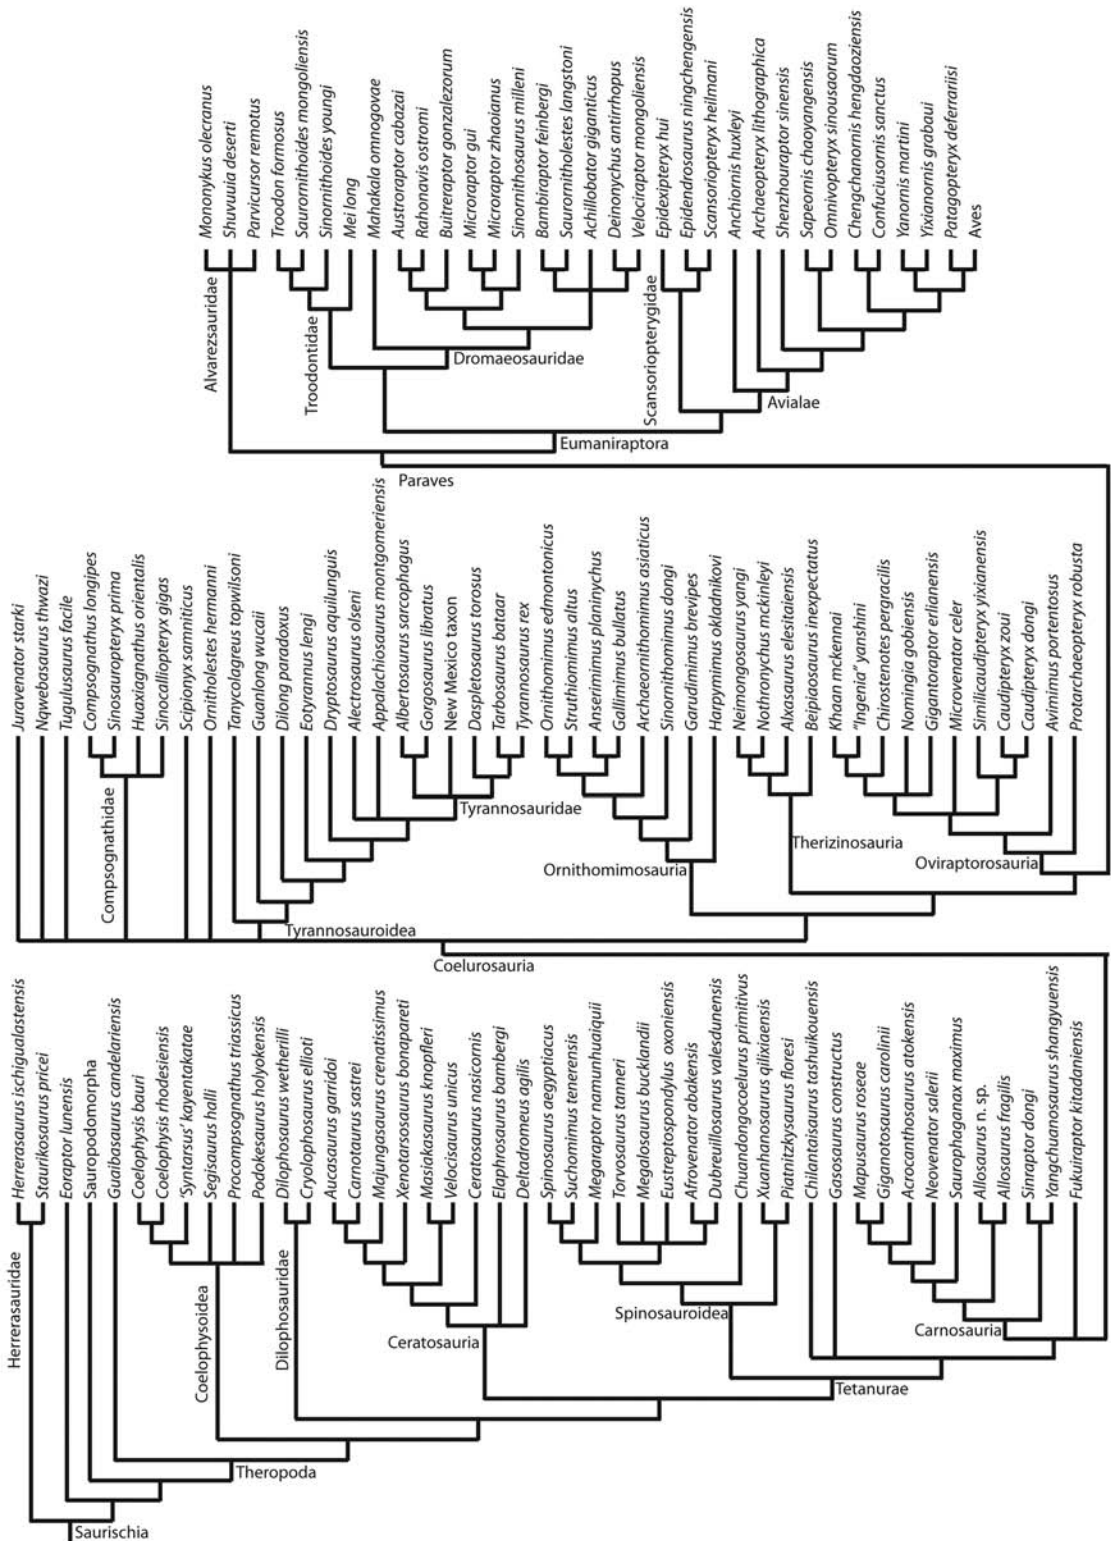 Mononykus olecranus
Shuvuuia deserti
Parvicursor remotus
Troodon formosus
Saurornithoides mongoliensis
Sinornithoides youngi
Mei long
Mahakala omnogovae
Austroraptor cabazai
Rahonavis ostromi
Buitreraptor gonzalezorum
Microraptor gui
Microraptor zhaoianus
Sinornithosaurus milleni
Bambiraptor feinbergi
Saurornitholestes langstoni
Achillobator giganticus
Deinonychus antirrhopus
Velociraptor mongoliensis
Epidexipteryx hui
Epidendrosaurus ningchengensis
Scansoriopteryx heilmani
Anchiornis huxleyi
Archaeopteryx lithographica
Shenzhouraptor sinensis
Sapeornis chaoyangensis
Omnivopteryx sinousaorum
Chengchanornis hengdaoziensis
Confuciusornis sanctus
Yanornis martini
Yixianornis grabaui
Patagopteryx deferrariisi
Aves
Alvarezsauridae
Troodontidae
Dromaeosauridae
Scansoriopterygidae
Avialae
Eumaniraptora
Paraves
Juravenator starki
Nqwebasaurus thwazi
Tugulusaurus facile
Compsognathus longipes
Sinosauropteryx prima
Huaxiagnathus orientalis
Sinocalliopteryx gigas
Scipionyx samniticus
Ornitholestes hermanni
Tanycolagreus topwilsoni
Guanlong wucaii
Dilong paradoxus
Eotyrannus lengi
Dryptosaurus aquilunguis
Alectrosaurus olseni
Appalachiosaurus montgomeriensis
Albertosaurus sarcophagus
Gorgosaurus libratus
New Mexico taxon
Daspletosaurus torosus
Tarbosaurus bataar
Tyrannosaurus rex
Ornithomimus edmontonicus
Struthiomimus altus
Anserimimus planinychus
Gallimimus bullatus
Archaeornithomimus asiaticus
Sinornithomimus dongi
Garudimimus brevipes
Harpymimus okladnikovi
Neimongosaurus yangi
Nothronychus mckinleyi
Alxasaurus elesitaiensis
Beipiaosaurus inexpectatus
Khaan mckennai
"Ingenia" yanshini
Chirostenotes pergracilis
Nomingia gobiensis
Gigantoraptor erlianensis
Microvenator celer
Similicaudipteryx yixianensis
Caudipteryx zoui
Caudipteryx dongi
Avimimus portentosus
Protarchaeopteryx robusta
Compsognathidae
Tyrannosauridae
Therizinosauria
Ornithomimosauria
Oviraptorosauria
Tyrannosauroidea
Coelurosauria
Herrerasaurus ischigualastensis
Staurikosaurus pricei
Eoraptor lunensis
Sauropodomorpha
Guaibasaurus candelariensis
Coelophysis bauri
Coelophysis rhodesiensis
'Syntarsus' kayentakatae
Segisaurus halli
Procompsognathus triassicus
Podokesaurus holyokensis
Dilophosaurus wetherilli
Cryolophosaurus ellioti
Aucasaurus garridoi
Carnotaurus sastrei
Majungasaurus crenatissimus
Xenotarsosaurus bonapareti
Masiakasaurus knopfleri
Velocisaurus unicus
Ceratosaurus nasicornis
Elaphrosaurus bambergi
Deltadromeus agilis
Spinosaurus aegyptiacus
Suchomimus tenerensis
Megaraptor namunhuaiquii
Torvosaurus tanneri
Megalosaurus bucklandii
Eustreptospondylus oxoniensis
Afrovenator abakensis
Dubreuillosaurus valesdunensis
Chuandongocoelurus primitivus
Xuanhanosaurus qilixiaensis
Piatnitzkysaurus floresi
Chilantaisaurus tashuikouensis
Gasosaurus constructus
Mapusaurus roseae
Giganotosaurus carolinii
Acrocanthosaurus atokensis
Neovenator salerii
Saurophaganax maximus
Allosaurus n. sp.
Allosaurus fragilis
Sinraptor dongi
Yangchuanosaurus shangyuensis
Fukuiraptor kitadaniensis
Herrerasauridae
Coelophysoidea
Dilophosauridae
Ceratosauria
Spinosauroidea
Carnosauria
Tetanurae
Theropoda
Saurischia